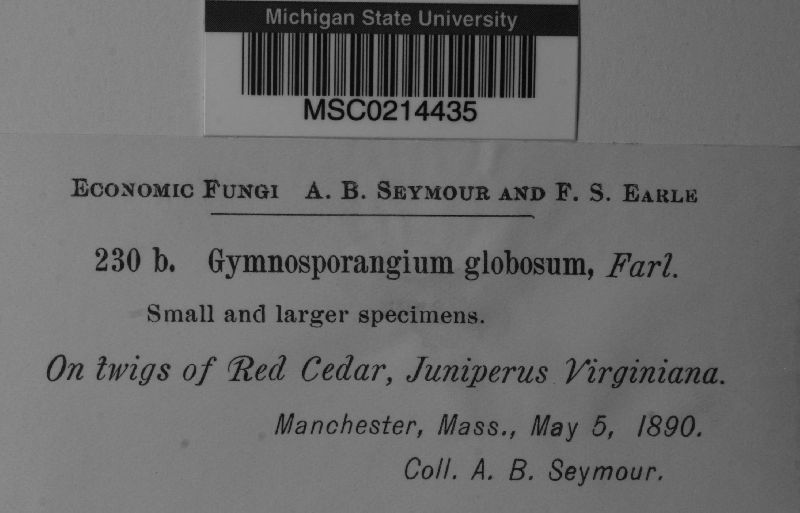 Michigan State University
MSC0214435
Economic Fungi A. B. Seymour and F. S. Earle
230 b. Gymnosporangium globosum, Farl.
Small and larger specimens.
On twigs of Red Cedar, Juniperus Virginiana.
Manchester, Mass., May 5, 1890.
Coll. A. B. Seymour.